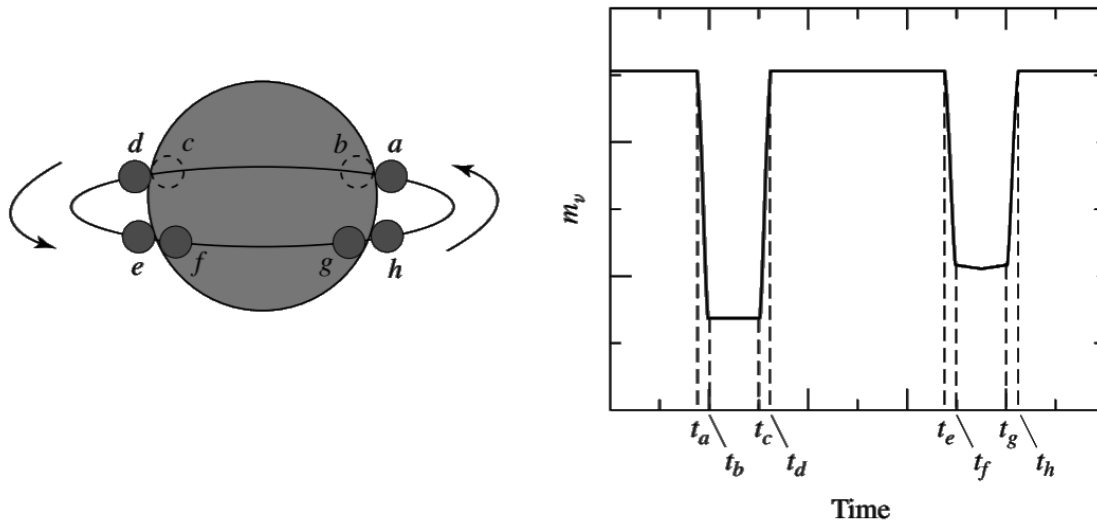 d c b a
e f g h
m_v
t_a t_c t_e t_g
t_b t_d t_f t_h
Time